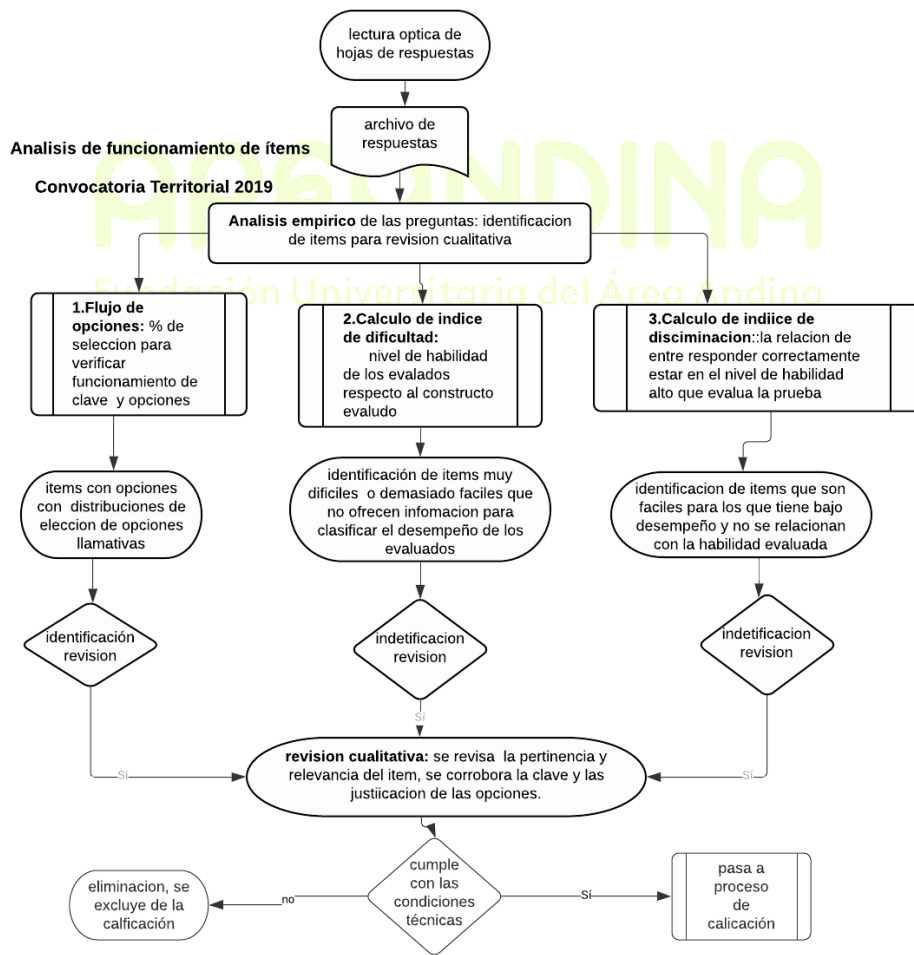 lectura optica de
hojas de respuestas
archivo de
respuestas
Analisis de funcionamiento de ítems
Convocatoria Territorial 2019
AREANDINA
Fundación Universitaria del Área Andina
Analisis empirico de las preguntas: identificacion
de items para revision cualitativa
1.Flujo de
opciones: % de
seleccion para
verificar
funcionamiento de
clave y opciones
2.Calculo de indice
de dificultad:
nivel de habilidad
de los evalados
respecto al constructo
evaludo
3.Calculo de indiice de
disciminacion::la relacion de
entre responder correctamente
estar en el nivel de habilidad
alto que evalua la prueba
items con opciones
con distribuciones de
eleccion de opciones
llamativas
identificación de items muy
dificiles o demasiado faciles que
no ofrecen infomacion para
clasificar el desempeño de los
evaluados
identificacion de items que son
faciles para los que tiene bajo
desempeño y no se relacionan
con la habilidad evaluada
identificación
revision
indetificacion
revision
indetificacion
revision
Sí
Sí
Sí
revision cualitativa: se revisa la pertinencia y
relevancia del item, se corrobora la clave y las
justiicacion de las opciones.
cumple
con las
condiciones
técnicas
no
Sí
eliminacion, se
excluye de la
calficación
pasa a
proceso
de
calicación